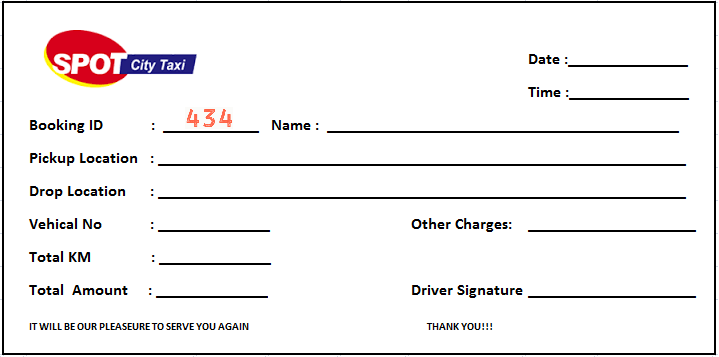 SPOT City Taxi
Date :
Time :
Booking ID : 434 Name :
Pickup Location :
Drop Location :
Vehical No : Other Charges:
Total KM :
Total Amount : Driver Signature
IT WILL BE OUR PLEASEURE TO SERVE YOU AGAIN THANK YOU!!!